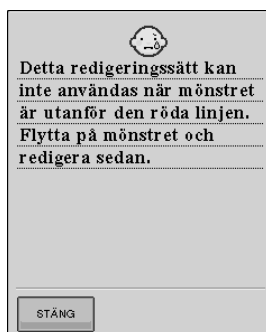 Detta redigeringssätt kan
inte användas när mönstret
är utanför den röda linjen.
Flytta på mönstret och
redigera sedan.
STÄNG